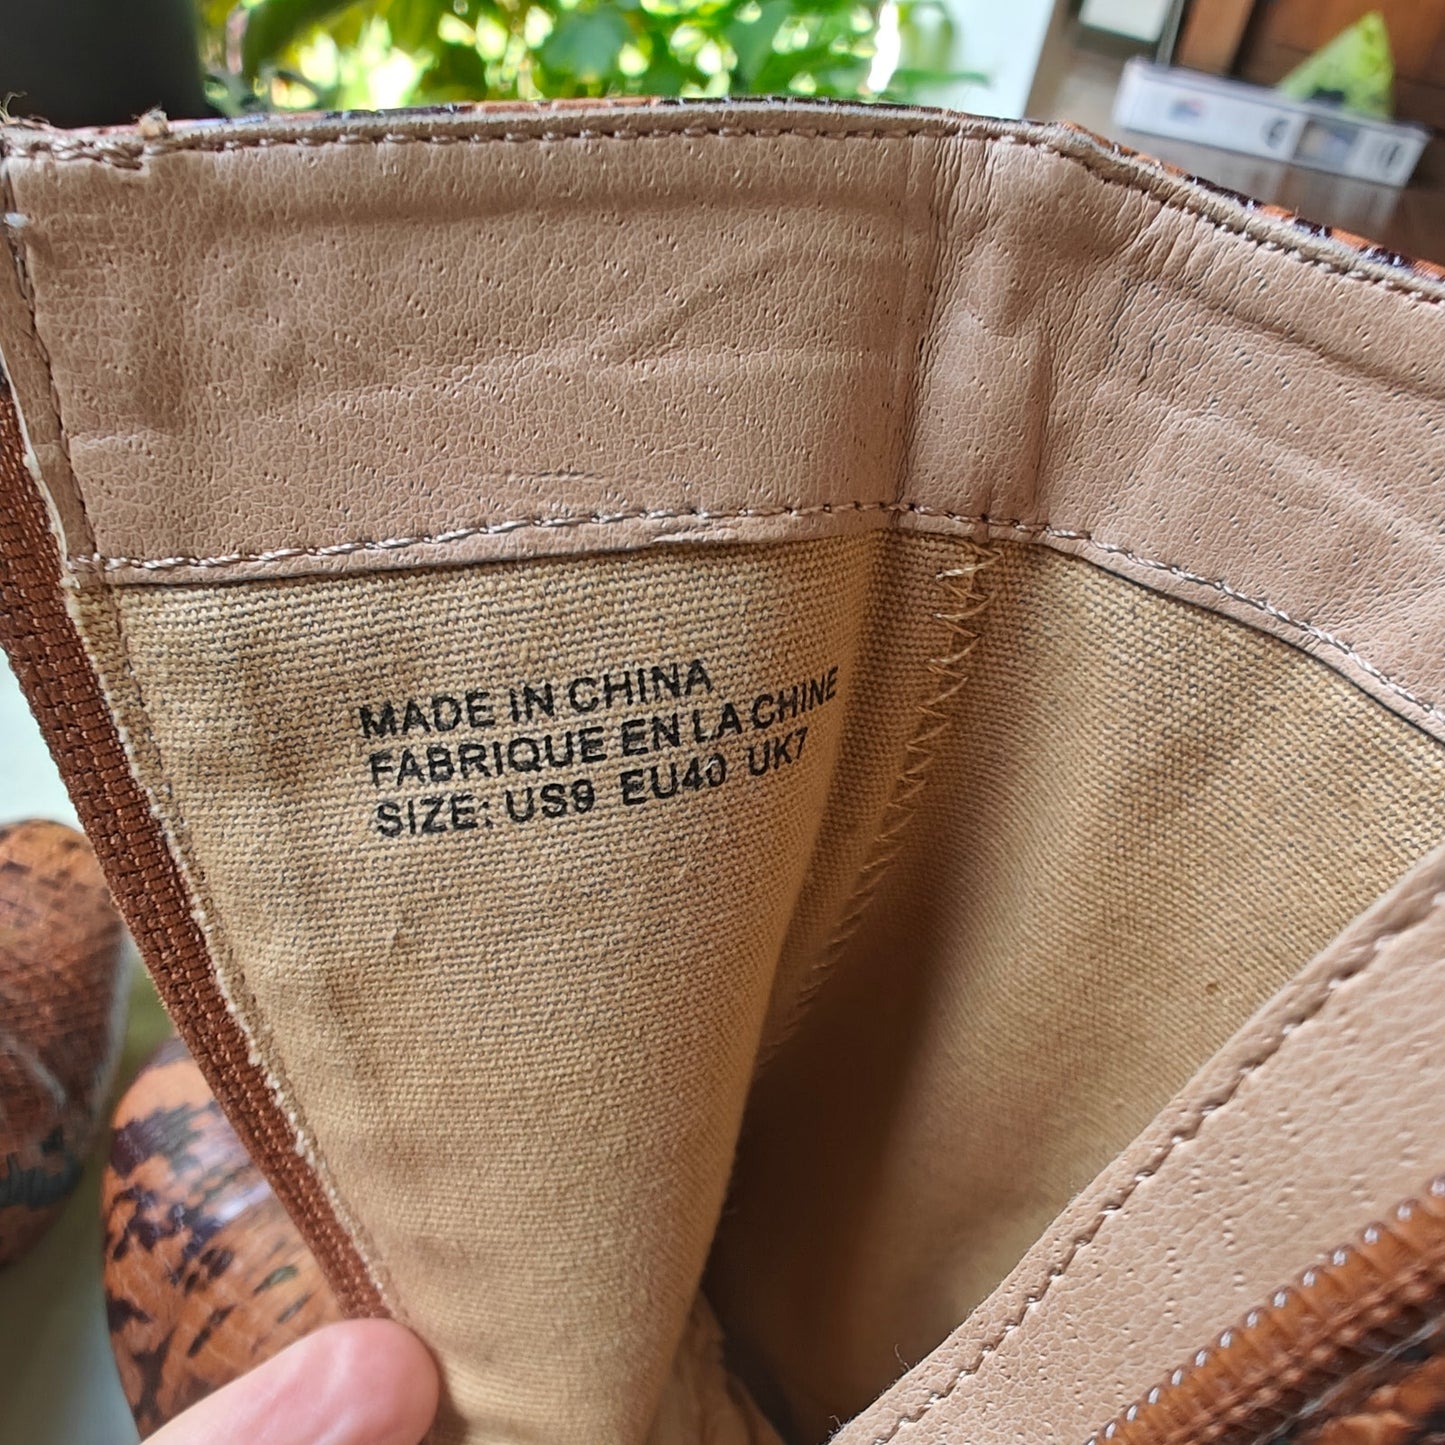 MADE IN CHINA
FABRIQUE EN LA CHINE
SIZE: US9 EU40 UK7